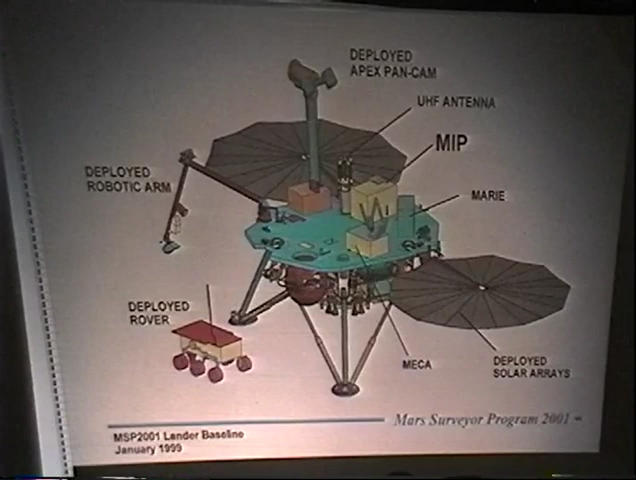 DEPLOYED
APEX PAN-CAM
UHF ANTENNA
MIP
DEPLOYED
ROBOTIC ARM
MARIE
DEPLOYED
ROVER
MECA
DEPLOYED
SOLAR ARRAYS
Mars Surveyor Program 2001
MSP2001 Lander Baseline
January 1999